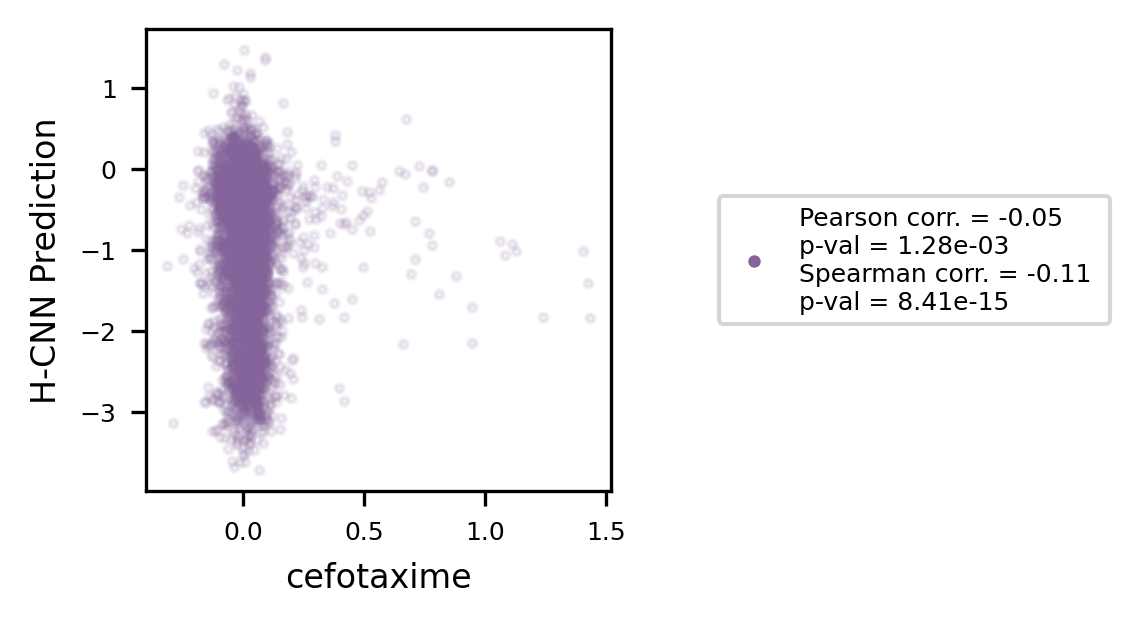 1
0
−1
−2
−3
H-CNN Prediction
0.0
0.5
1.0
1.5
cefotaxime
Pearson corr. = -0.05
p-val = 1.28e-03
Spearman corr. = -0.11
p-val = 8.41e-15